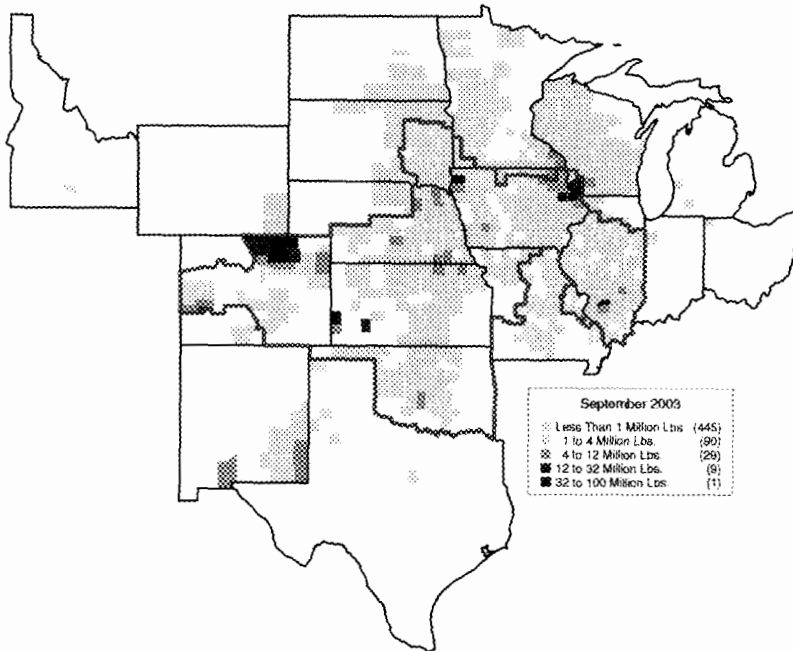 September 2003
Less Than 1 Million Lbs (445)
1 to 4 Million Lbs. (90)
4 to 12 Million Lbs. (29)
12 to 32 Million Lbs. (9)
32 to 100 Million Lbs (1)